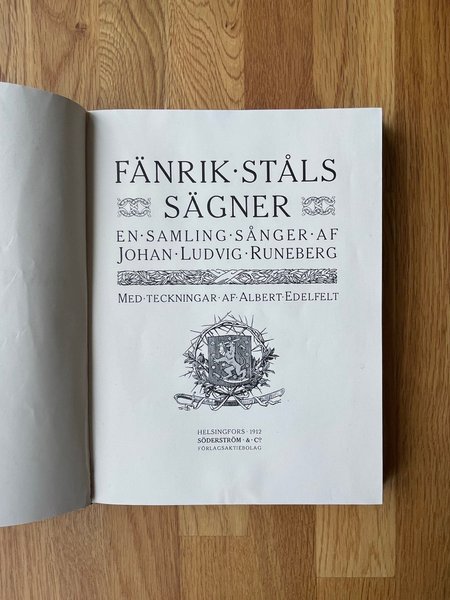 FÄNRIK·STÅLS
SÄGNER
EN·SAMLING·SÅNGER·AF
JOHAN·LUDVIG·RUNEBERG
MED·TECKNINGAR·AF·ALBERT·EDELFELT
HELSINGFORS·1912
SÖDERSTRÖM·&·Co
FÖRLAGSAKTIEBOLAG